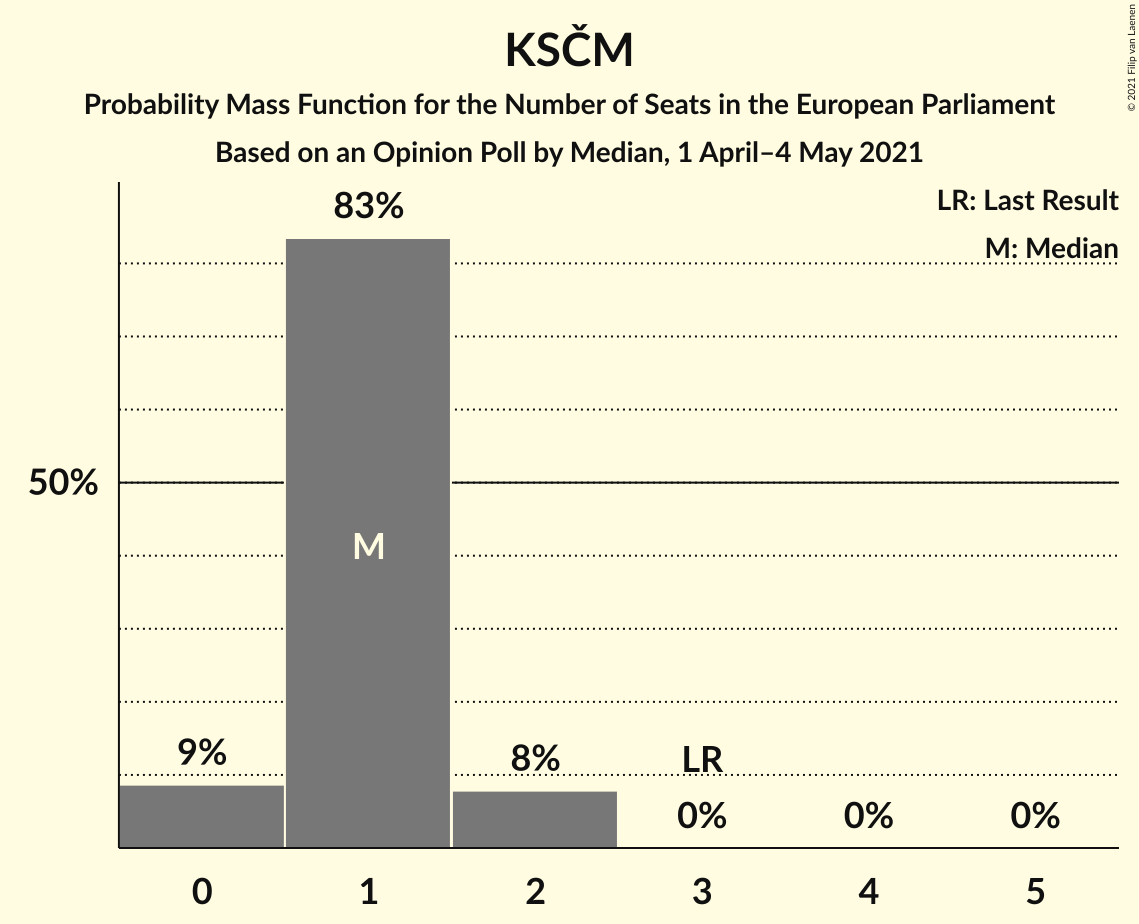 KSČM
Probability Mass Function for the Number of Seats in the European Parliament
Based on an Opinion Poll by Median, 1 April–4 May 2021
© 2021 Filip van Laenen
LR: Last Result
M: Median
83%
50%
M
9%
8%
LR
0%
0%
0%
0
1
2
3
4
5